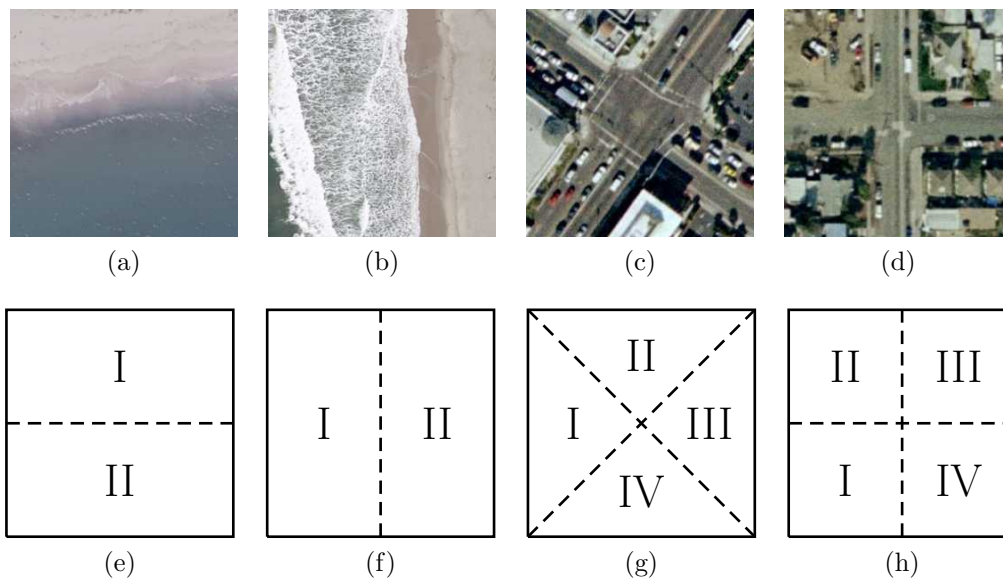 (a) (b) (c) (d)
I
II
I II
II
I III
IV
II III
I IV
(e) (f) (g) (h)